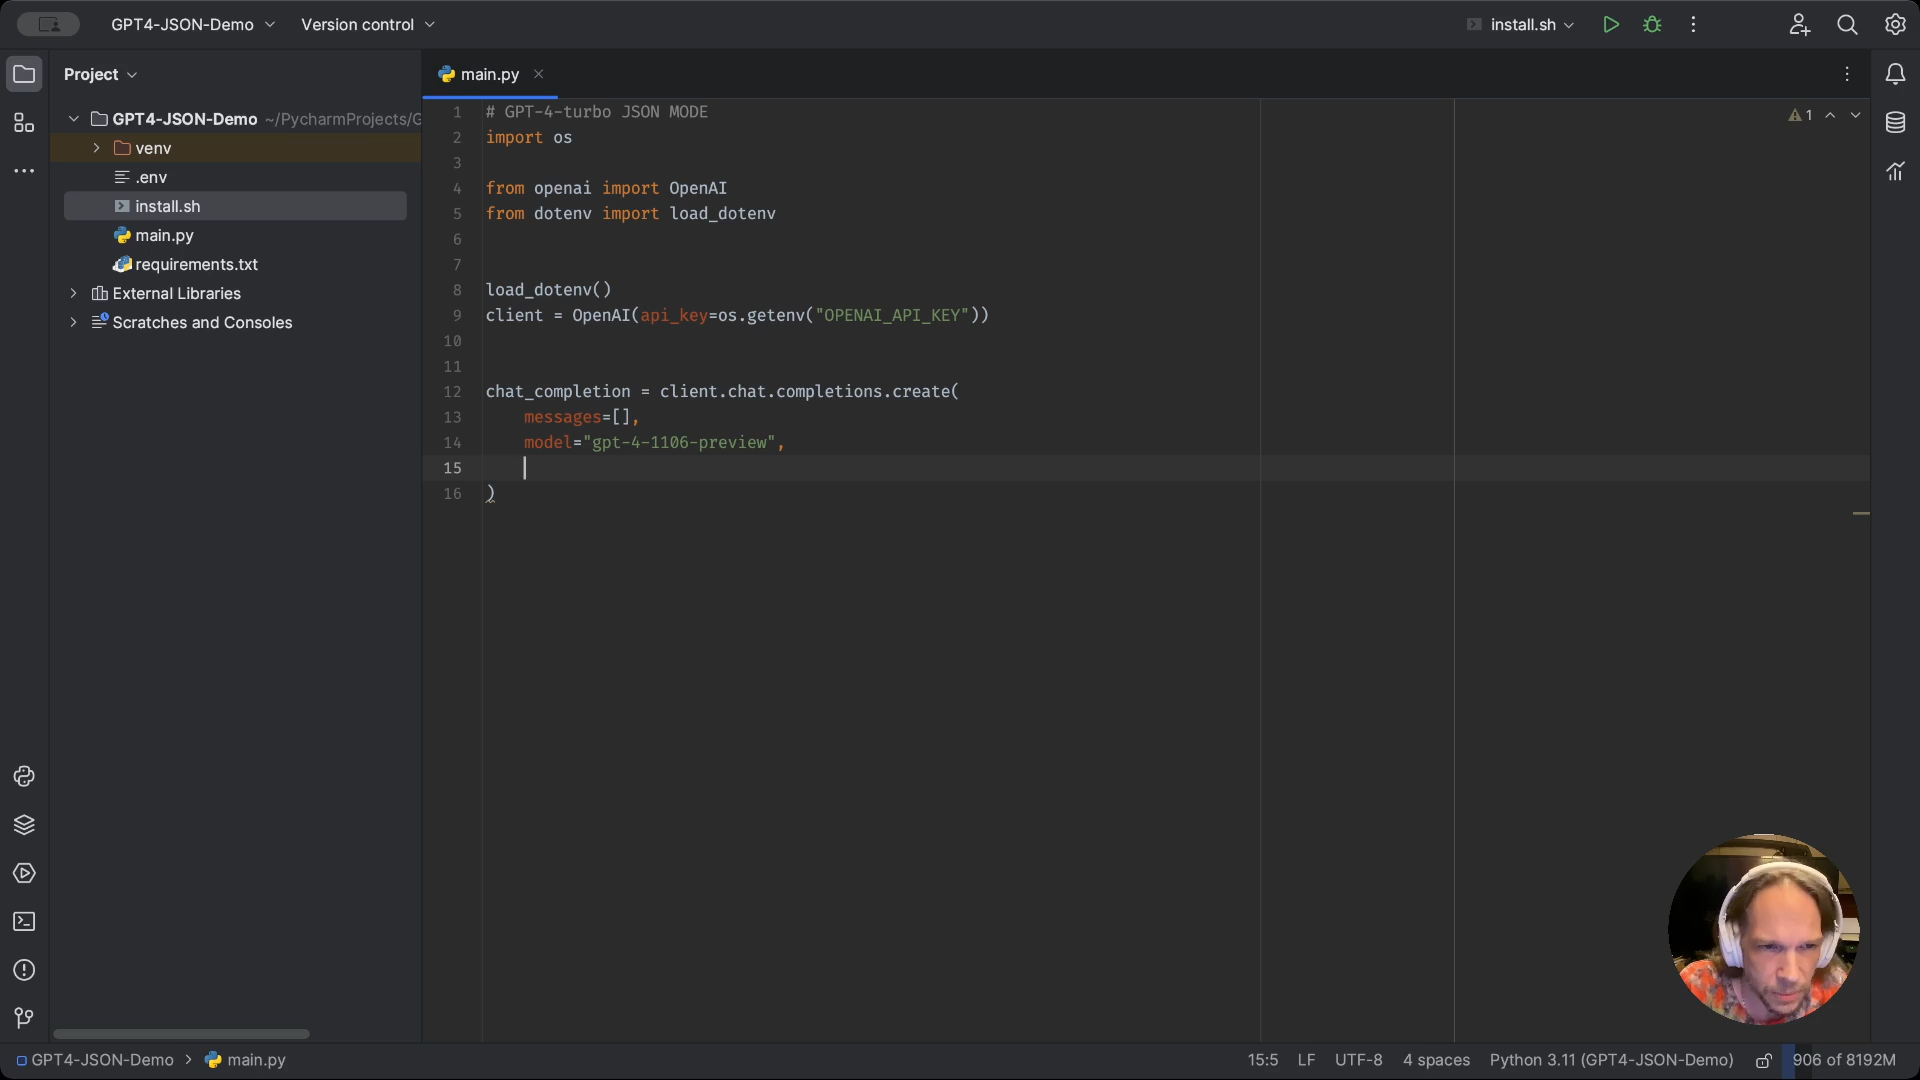 GPT4-JSON-Demo
Version control
install.sh
Project
main.py
GPT4-JSON-Demo ~/PycharmProjects/G
venv
.env
install.sh
main.py
requirements.txt
External Libraries
Scratches and Consoles
1
1 # GPT-4-turbo JSON MODE
2 import os
3
4 from openai import OpenAI
5 from dotenv import load_dotenv
6
7
8 load_dotenv()
9 client = OpenAI(api_key=os.getenv("OPENAI_API_KEY"))
10
11
12 chat_completion = client.chat.completions.create(
13 messages=[],
14 model="gpt-4-1106-preview",
15
16 )
GPT4-JSON-Demo > main.py
15:5 LF UTF-8 4 spaces Python 3.11 (GPT4-JSON-Demo) 906 of 8192M